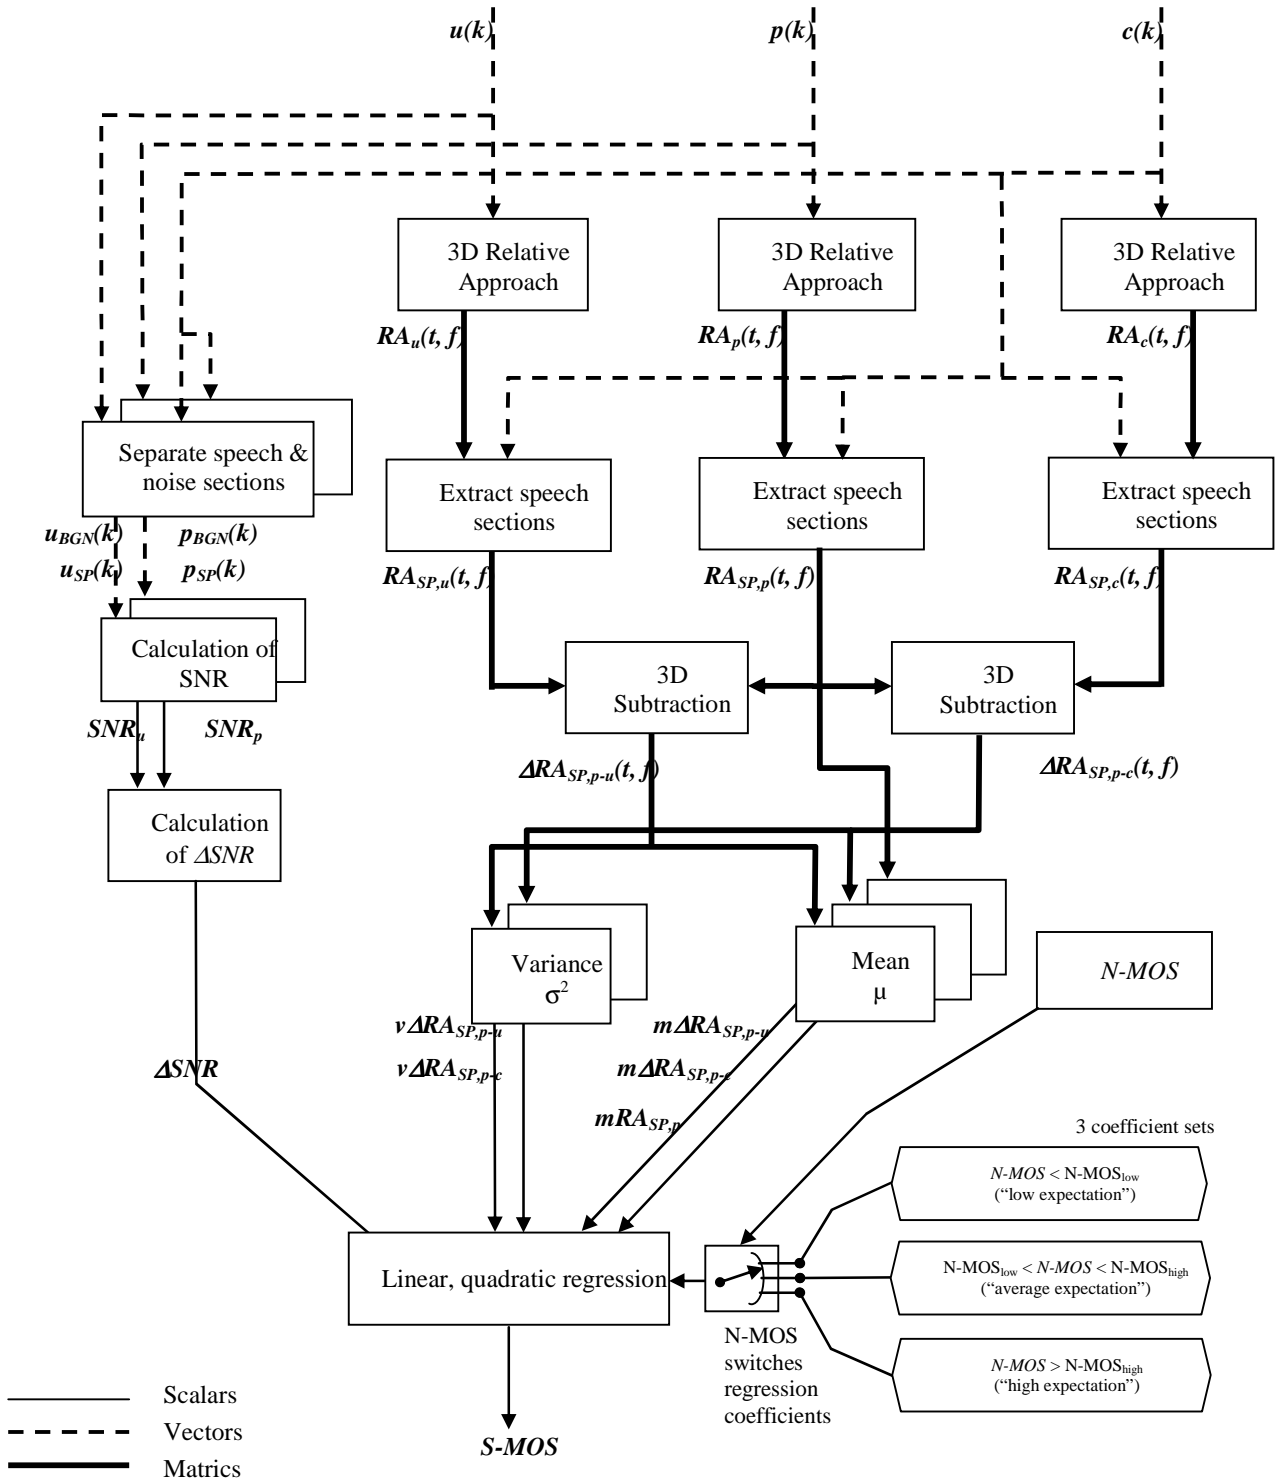 u(k)
p(k)
c(k)
3D Relative
Approach
3D Relative
Approach
3D Relative
Approach
RAu(t, f)
RAp(t, f)
RAc(t, f)
Separate speech &
noise sections
Extract speech
sections
Extract speech
sections
Extract speech
sections
uBGN(k)
pBGN(k)
uSP(k)
pSP(k)
RASP,u(t, f)
RASP,p(t, f)
RASP,c(t, f)
Calculation of
SNR
3D
Subtraction
3D
Subtraction
SNRu
SNRp
ΔRASP,p-u(t, f)
ΔRASP,p-c(t, f)
Calculation
of ΔSNR
Variance
σ²
Mean
μ
N-MOS
vΔRASP,p-u
mΔRASP,p-u
vΔRASP,p-c
mΔRASP,p-c
ΔSNR
mRASP,p
3 coefficient sets
N-MOS < N-MOSlow
(“low expectation”)
N-MOSlow < N-MOS < N-MOShigh
(“average expectation”)
N-MOS > N-MOShigh
(“high expectation”)
Linear, quadratic regression
N-MOS
switches
regression
coefficients
S-MOS
Scalars
Vectors
Matrics